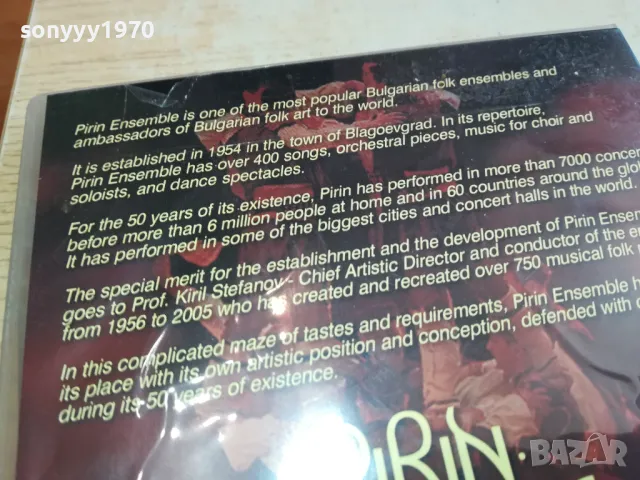 sonyyy1970
Pirin Ensemble is one of the most popular Bulgarian folk ensembles and
ambassadors of Bulgarian folk art to the world.
It is established in 1954 in the town of Blagoevgrad. In its repertoire,
Pirin Ensemble has over 400 songs, orchestral pieces, music for choir and
soloists, and dance spectacles.
For the 50 years of its existence, Pirin has performed in more than 7000 concer
before more than 6 million people at home and in 60 countries around the glo
It has performed in some of the biggest cities and concert halls in the world.
The special merit for the establishment and the development of Pirin Ensem
goes to Prof. Kiril Stefanov - Chief Artistic Director and conductor of the en
from 1956 to 2005 who has created and recreated over 750 musical folk
In this complicated maze of tastes and requirements, Pirin Ensemble h
its place with its own artistic position and conception, defended with
during its 50 years of existence.
PIRIN
BAZAR